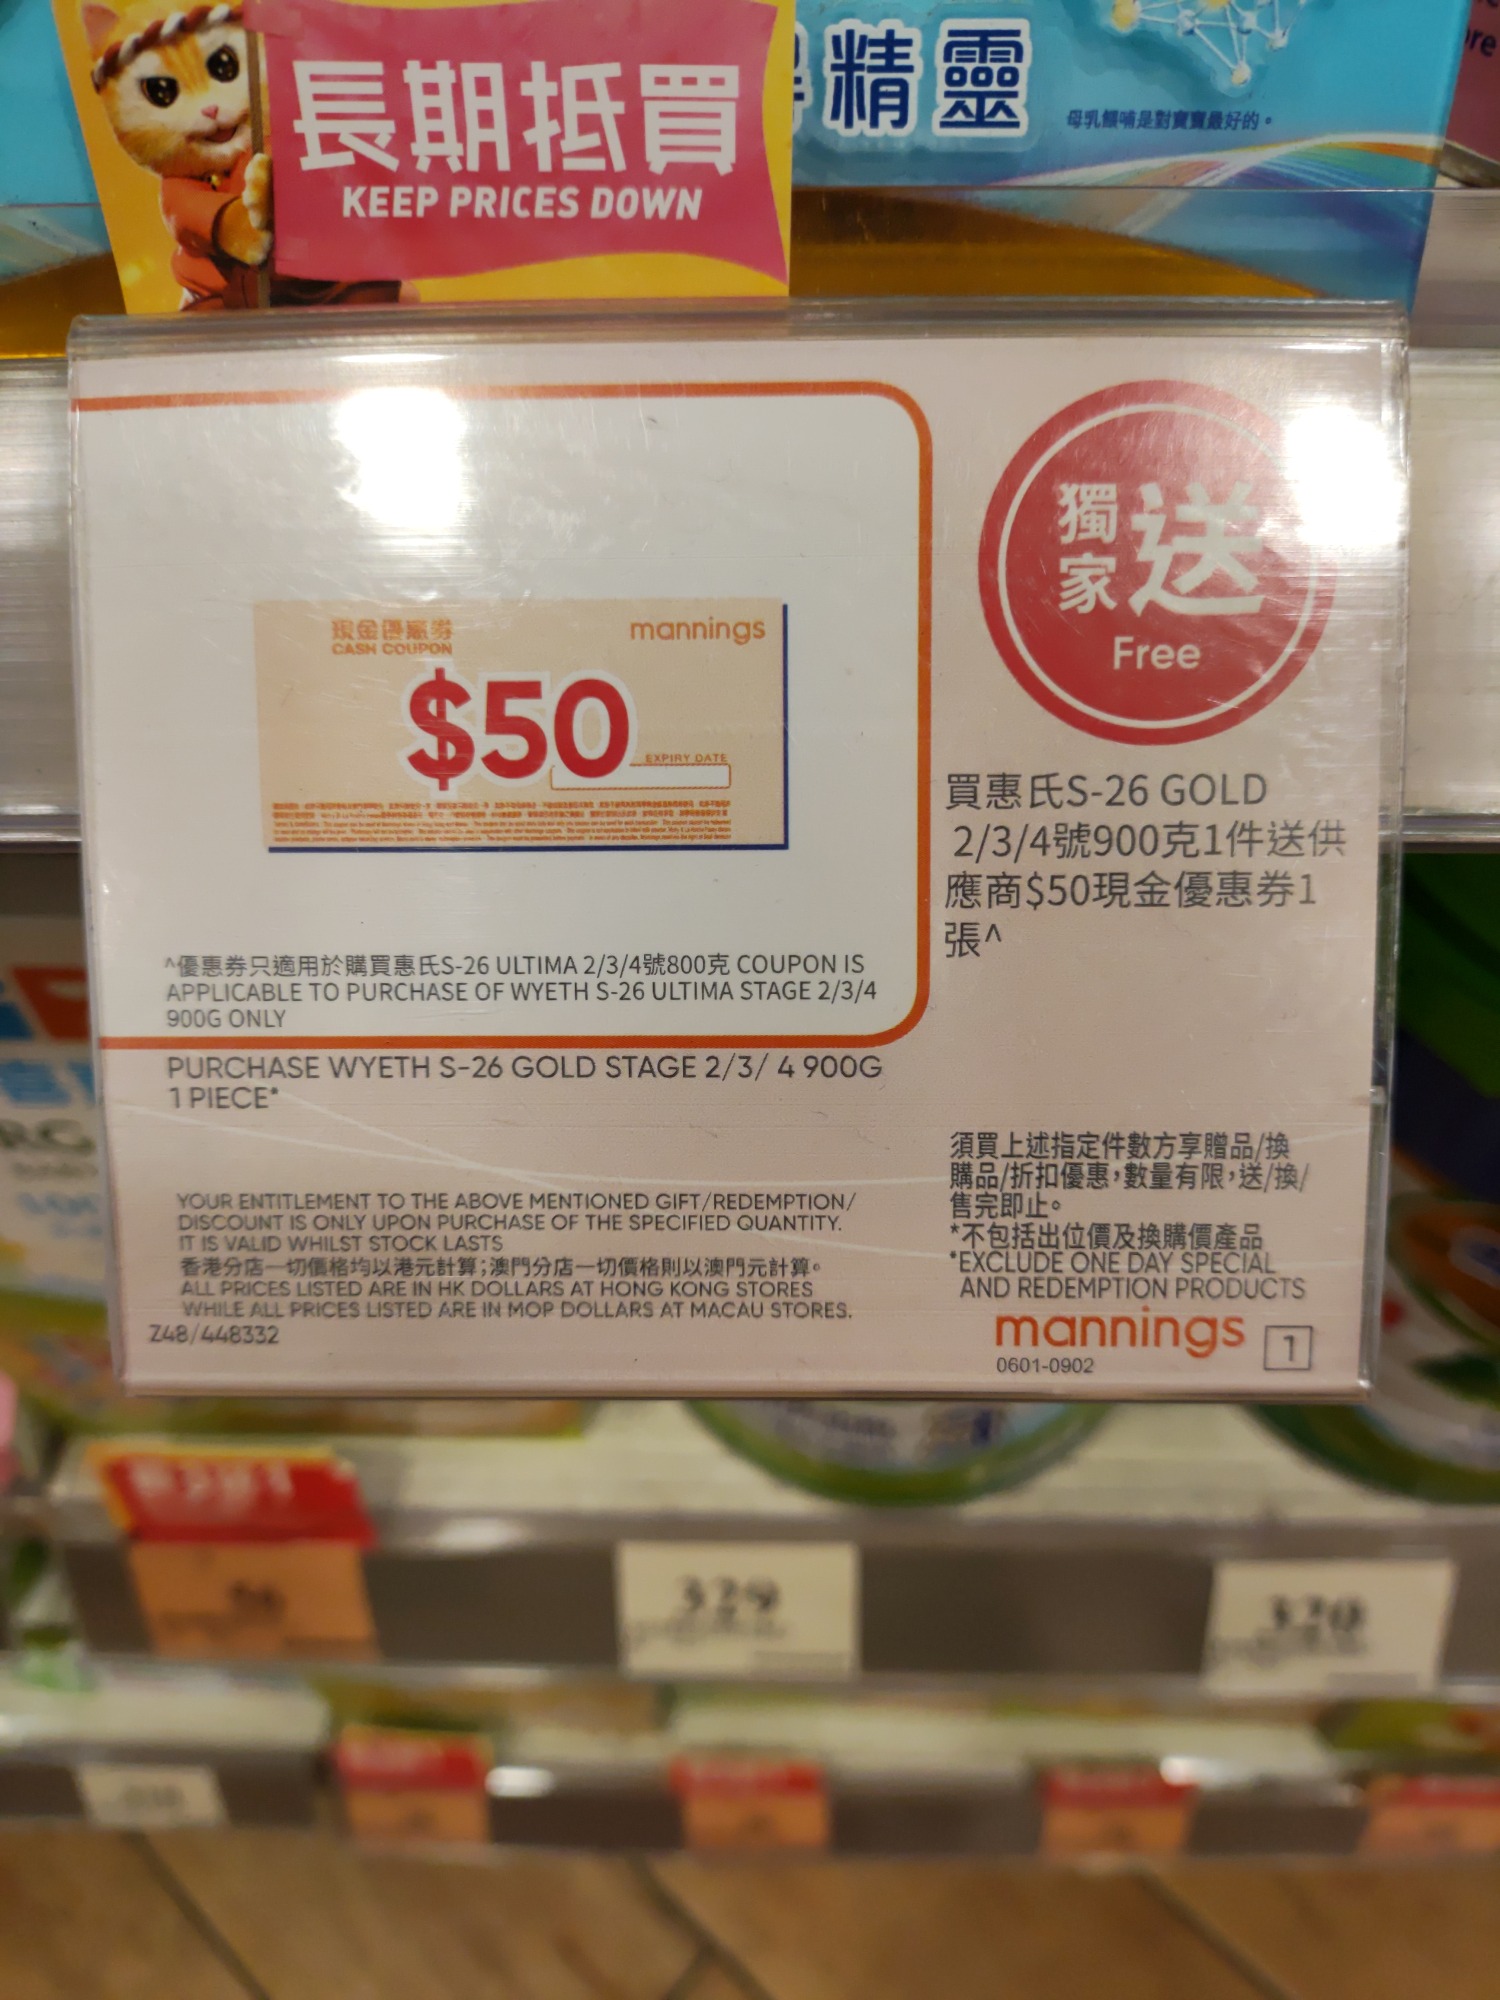 長期抵買
KEEP PRICES DOWN
精靈
母乳餵哺是對寶寶最好的。
獨家送
Free
現金優惠券
CASH COUPON
mannings
$50
EXPIRY DATE
買惠氏S-26 GOLD
2/3/4號900克1件送供
應商$50現金優惠券1
張^
^優惠券只適用於購買惠氏S-26 ULTIMA 2/3/4號800克 COUPON IS
APPLICABLE TO PURCHASE OF WYETH S-26 ULTIMA STAGE 2/3/4
900G ONLY
PURCHASE WYETH S-26 GOLD STAGE 2/3/ 4 900G
1 PIECE*
須買上述指定件數方享贈品/換
購品/折扣優惠，數量有限，送/換/
售完即止。
*不包括出位價及換購價產品
*EXCLUDE ONE DAY SPECIAL
AND REDEMPTION PRODUCTS
YOUR ENTITLEMENT TO THE ABOVE MENTIONED GIFT/REDEMPTION/
DISCOUNT IS ONLY UPON PURCHASE OF THE SPECIFIED QUANTITY.
IT IS VALID WHILST STOCK LASTS
香港分店一切價格均以港元計算；澳門分店一切價格則以澳門元計算。
ALL PRICES LISTED ARE IN HK DOLLARS AT HONG KONG STORES
WHILE ALL PRICES LISTED ARE IN MOP DOLLARS AT MACAU STORES.
Z48/448332
mannings
0601-0902
1
329